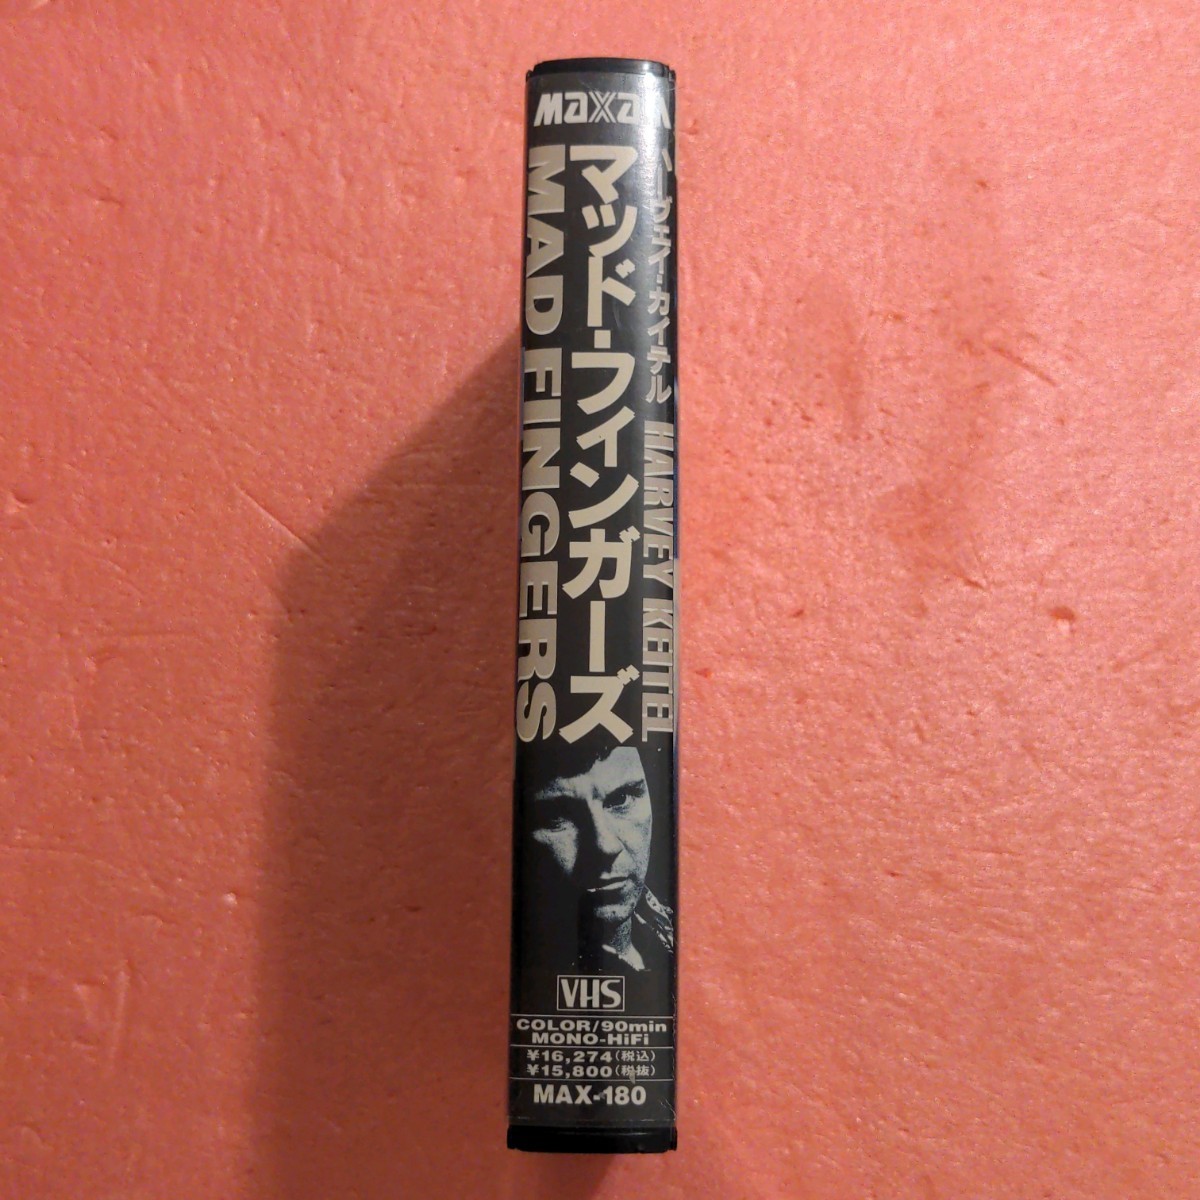 MAXAM
ハーヴェイ・カイテル HARVEY KEITEL
マッド・フィンガーズ
MAD FINGERS
VHS
COLOR/90min
MONO-HiFi
¥16,274(税込)
¥15,800(税抜)
MAX-180